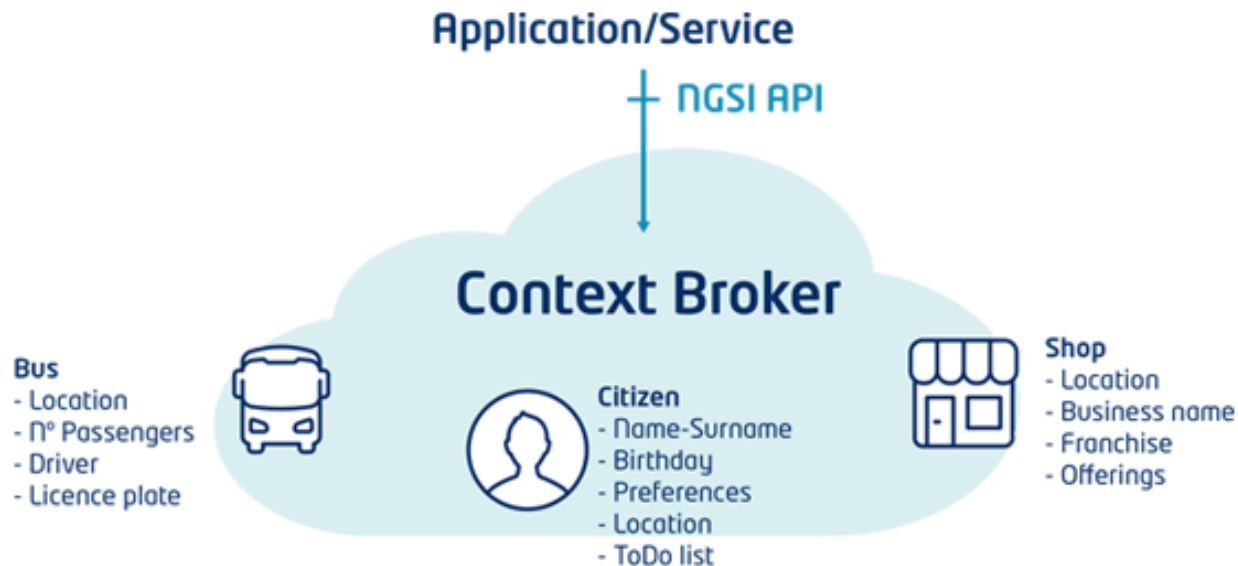 Application/Service
NGSI API
Context Broker
Bus
- Location
- Nº Passengers
- Driver
- Licence plate
Citizen
- Name-Surname
- Birthday
- Preferences
- Location
- ToDo list
Shop
- Location
- Business name
- Franchise
- Offerings